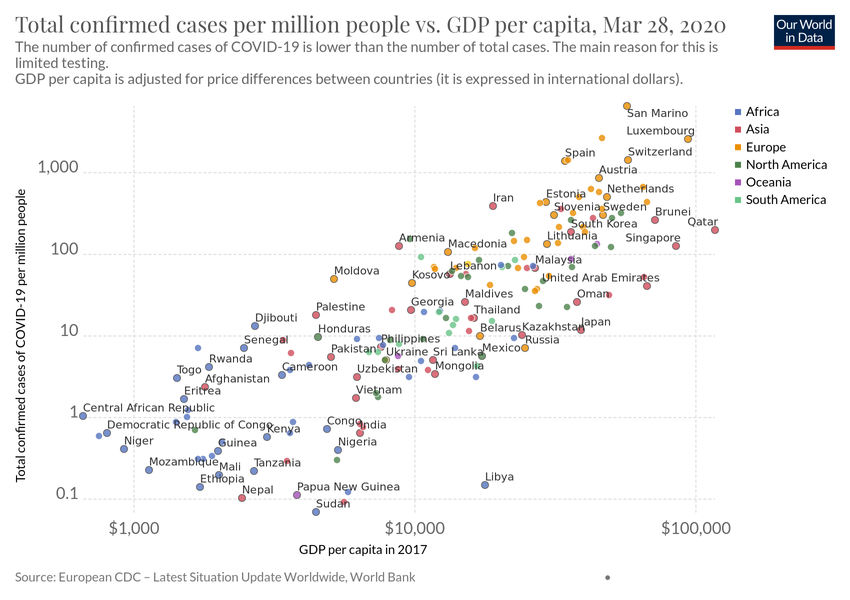 Total confirmed cases per million people vs. GDP per capita, Mar 28, 2020
Our World
in Data
The number of confirmed cases of COVID-19 is lower than the number of total cases. The main reason for this is
limited testing.
GDP per capita is adjusted for price differences between countries (it is expressed in international dollars).
Total confirmed cases of COVID-19 per million people
1,000
100
10
1
0.1
San Marino
Luxembourg
Spain
Switzerland
Austria
Estonia
Netherlands
Iran
Slovenia
Sweden
Brunei
Qatar
South Korea
Armenia
Macedonia
Lithuania
Singapore
Moldova
Kosovo
Lebanon
Malaysia
United Arab Emirates
Palestine
Georgia
Maldives
Oman
Djibouti
Honduras
Thailand
Senegal
Philippines
Belarus
Kazakhstan
Japan
Rwanda
Pakistan
Ukraine
Sri Lanka
Mexico
Russia
Togo
Afghanistan
Cameroon
Uzbekistan
Mongolia
Eritrea
Vietnam
Central African Republic
Democratic Republic of Congo
Kenya
Congo
India
Niger
Guinea
Nigeria
Mozambique
Mali
Tanzania
Libya
Ethiopia
Nepal
Papua New Guinea
Sudan
Africa
Asia
Europe
North America
Oceania
South America
$1,000
$10,000
$100,000
GDP per capita in 2017
Source: European CDC – Latest Situation Update Worldwide, World Bank